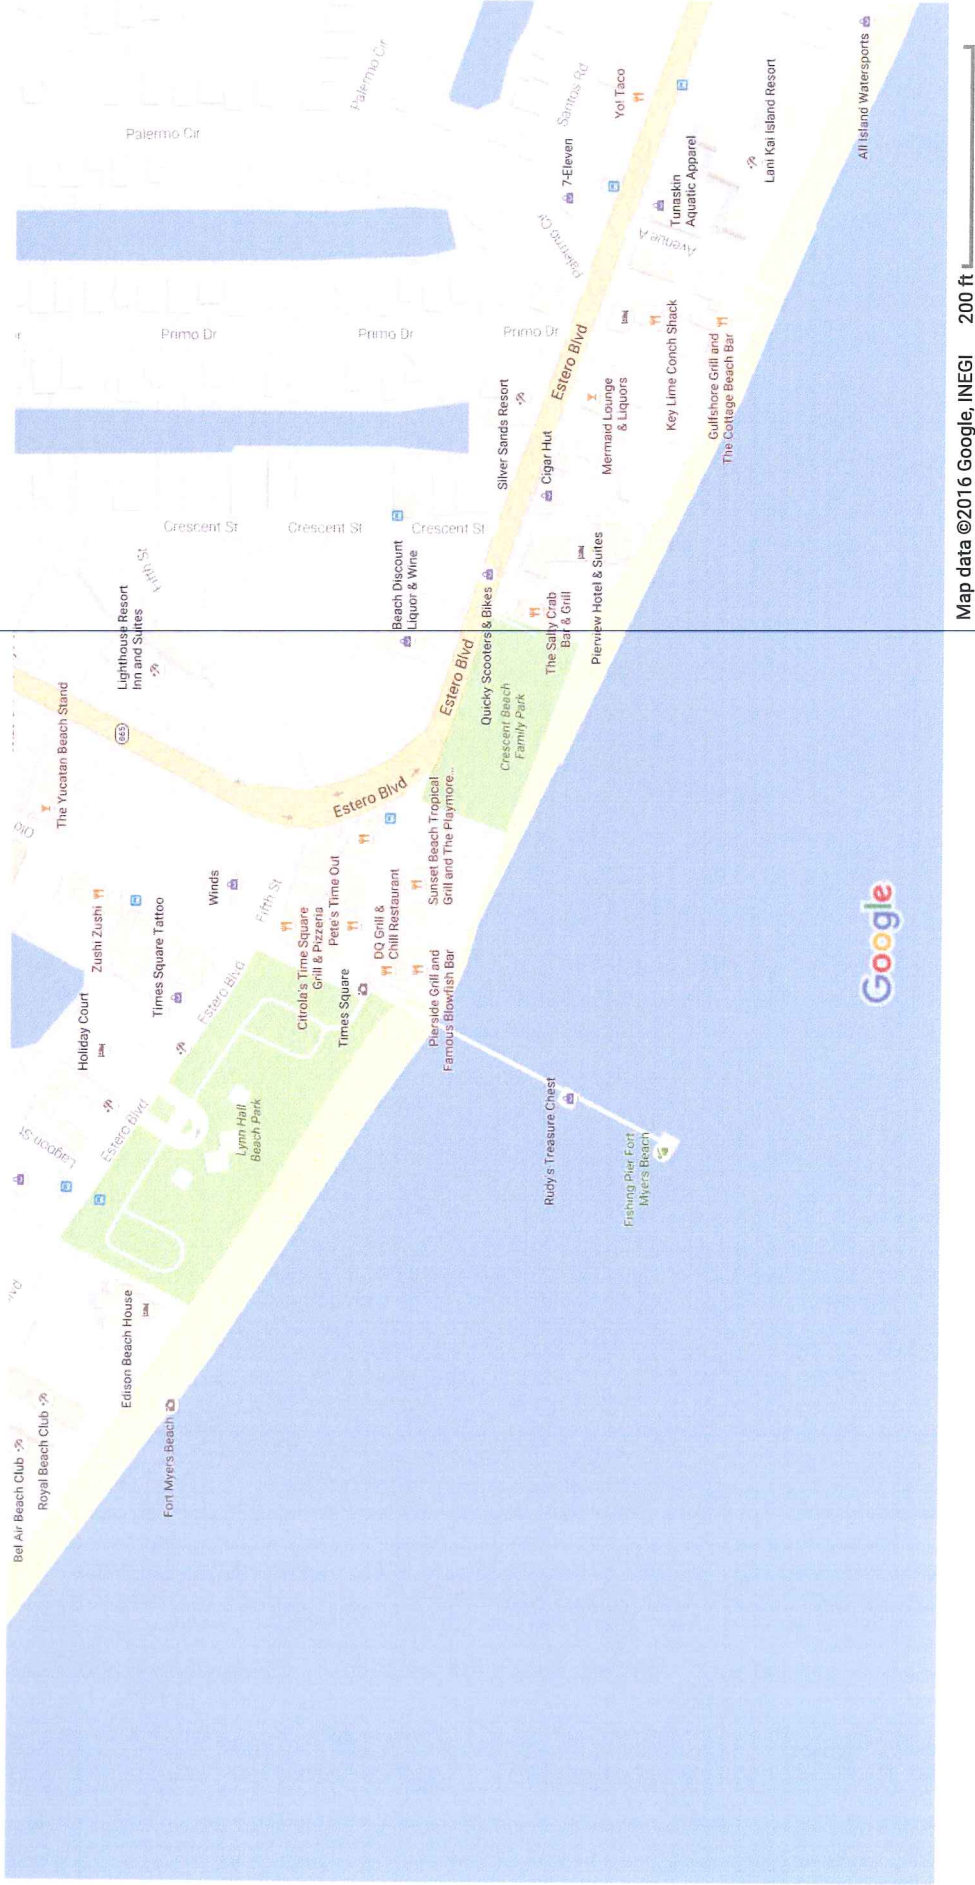 Bel Air Beach Club
Royal Beach Club
Edison Beach House
Fort Myers Beach
Lagoon St
Estero Blvd
Holiday Court
Zushi Zushi
Times Square Tattoo
Estero Blvd
Winds
Fifth St
The Yucatan Beach Stand
865
Lighthouse Resort
Inn and Suites
Fifth St
Lynn Hall
Beach Park
Citrola's Time Square
Grill & Pizzeria
Pete's Time Out
Times Square
DQ Grill &
Chill Restaurant
Pierside Grill and
Famous Blowfish Bar
Sunset Beach Tropical
Grill and The Playmore...
Estero Blvd
Estero Blvd
Beach Discount
Liquor & Wine
Crescent St
Crescent St
Crescent St
Quicky Scooters & Bikes
Crescent Beach
Family Park
The Salty Crab
Bar & Grill
Pierview Hotel & Suites
Rudy's Treasure Chest
Fishing Pier Fort
Myers Beach
Silver Sands Resort
Cigar Hut
Primo Dr
Primo Dr
Primo Dr
Estero Blvd
Mermaid Lounge
& Liquors
Key Lime Conch Shack
Gulfshore Grill and
The Cottage Beach Bar
Palermo Cir
Palermo Cir
Palermo Cir
7-Eleven
Santos Rd
Yo! Taco
Avenue A
Tunaskin
Aquatic Apparel
Lani Kai Island Resort
All Island Watersports
Google
Map data ©2016 Google, INEGI 200 ft